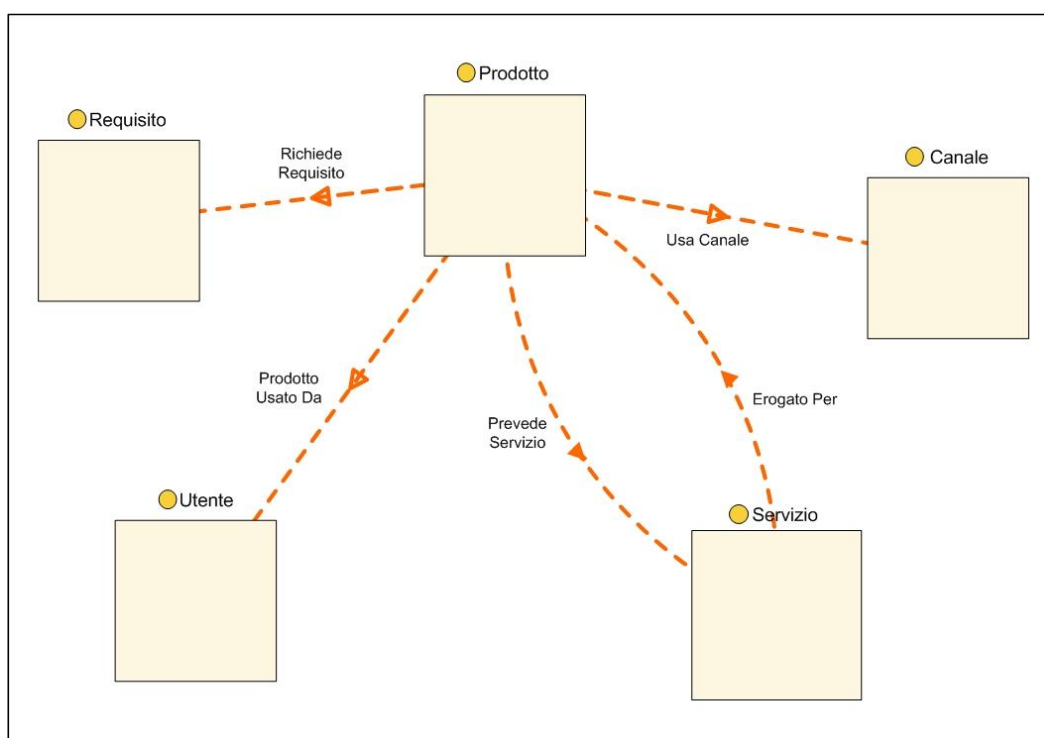 Prodotto
Requisito
Richiede
Requisito
Canale
Usa Canale
Prodotto
Usato Da
Erogato Per
Prevede
Servizio
Utente
Servizio